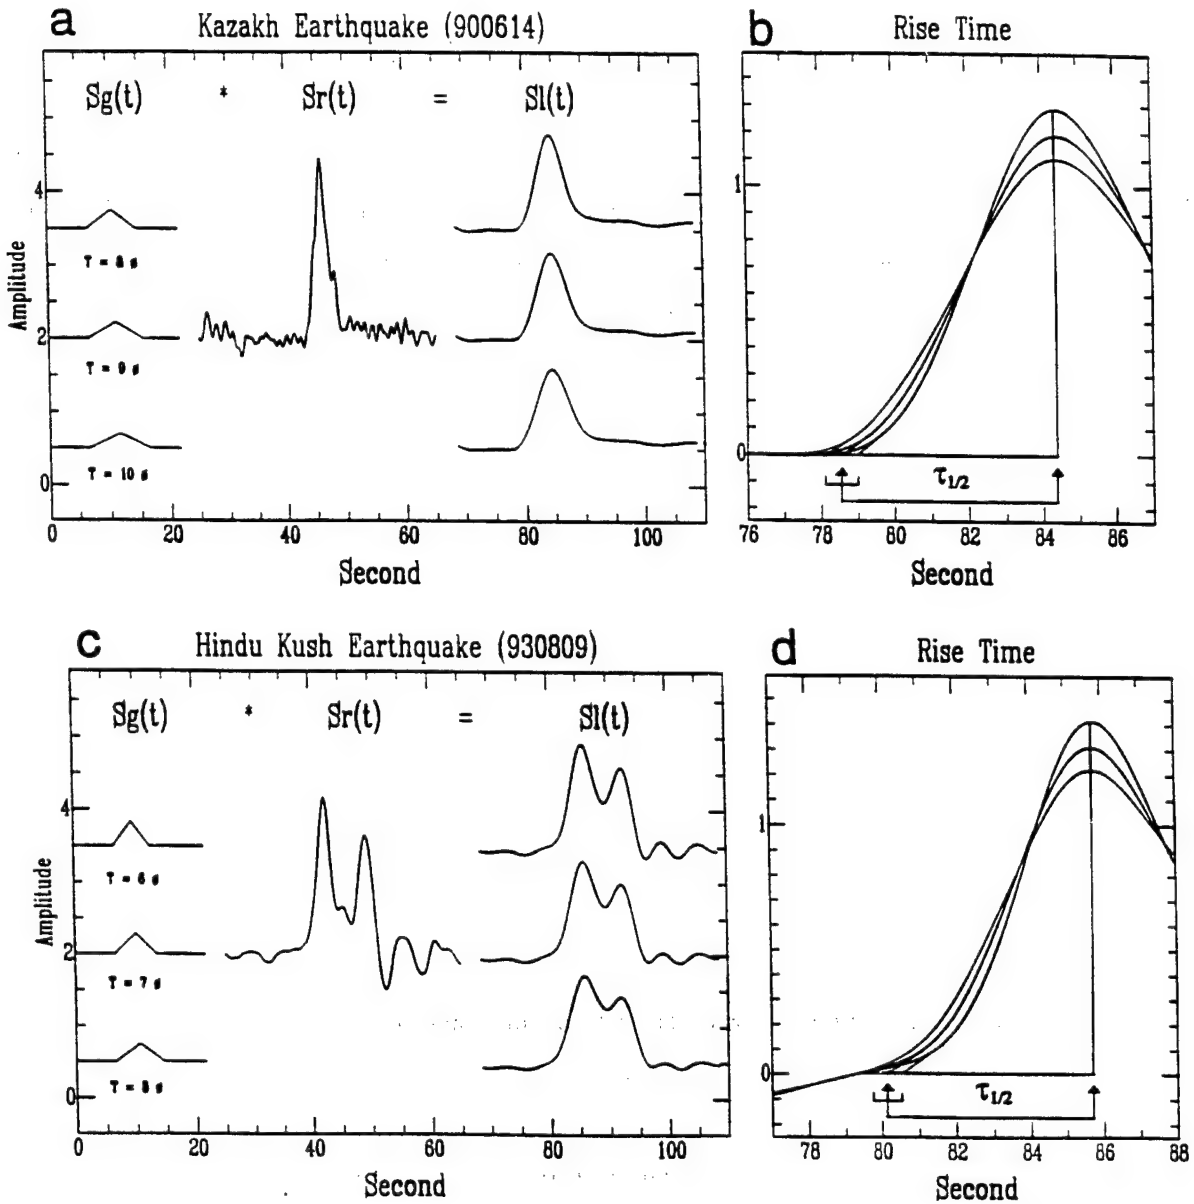 a Kazakh Earthquake (900614)
Sg(t) * Sr(t) = Sl(t)
T = 8 s
T = 9 s
T = 10 s
Amplitude
4
2
0
0 20 40 60 80 100
Second
b Rise Time
1
0
τ1/2
76 78 80 82 84 86
Second
c Hindu Kush Earthquake (930809)
Sg(t) * Sr(t) = Sl(t)
T = 6 s
T = 7 s
T = 8 s
Amplitude
4
2
0
0 20 40 60 80 100
Second
d Rise Time
1
0
τ1/2
78 80 82 84 86 88
Second